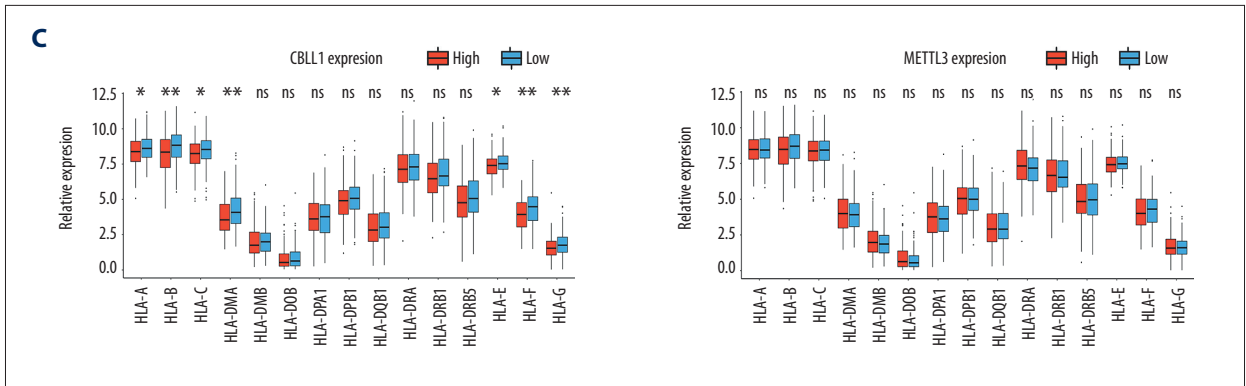 C
CBLL1 expresion High Low
* ** * ** ns ns ns ns ns ns ns ns * ** **
Relative expresion
12.5
10.0
7.5
5.0
2.5
0.0
HLA-A HLA-B HLA-C HLA-DMA HLA-DMB HLA-DOB HLA-DPA1 HLA-DPB1 HLA-DQB1 HLA-DRA HLA-DRB1 HLA-DRB5 HLA-E HLA-F HLA-G
METTL3 expresion High Low
ns ns ns ns ns ns ns ns ns ns ns ns ns ns ns
Relative expresion
12.5
10.0
7.5
5.0
2.5
0.0
HLA-A HLA-B HLA-C HLA-DMA HLA-DMB HLA-DOB HLA-DPA1 HLA-DPB1 HLA-DQB1 HLA-DRA HLA-DRB1 HLA-DRB5 HLA-E HLA-F HLA-G